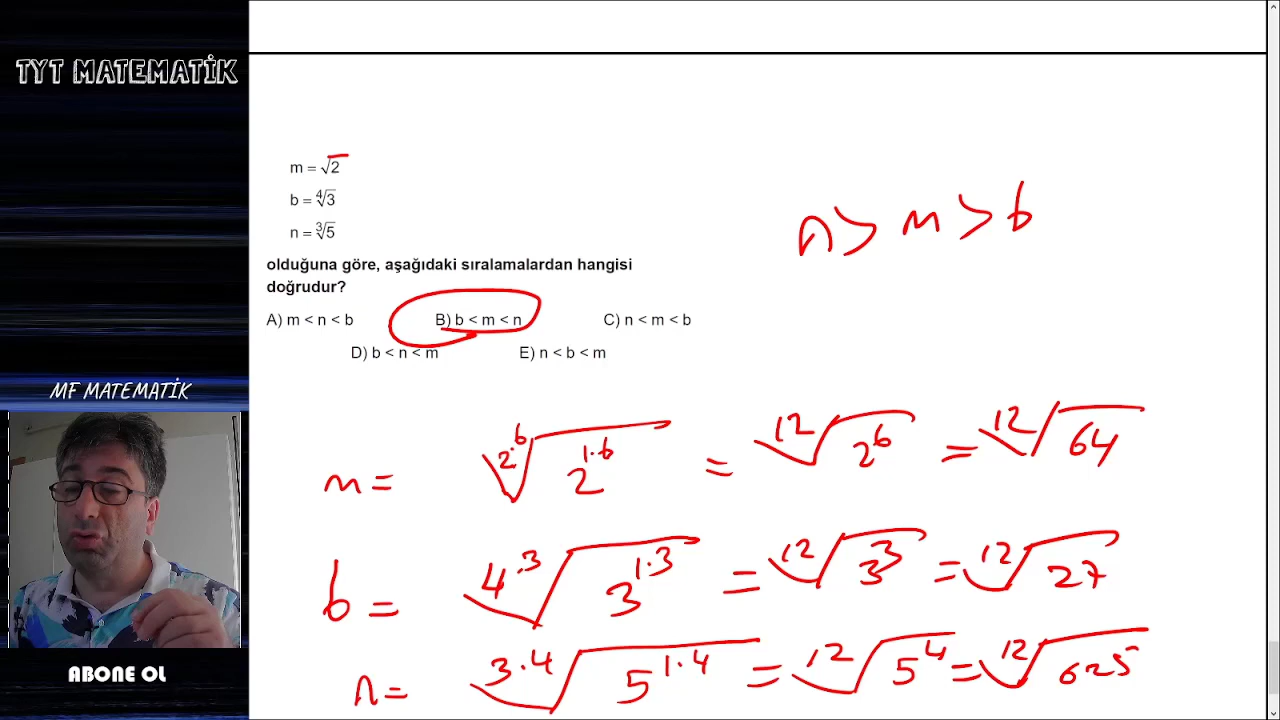 TYT MATEMATİK
m = √2
b = ⁴√3
n = ³√5
olduğuna göre, aşağıdaki sıralamalardan hangisi
doğrudur?
A) m < n < b B) b < m < n C) n < m < b
D) b < n < m E) n < b < m
n > m > b
MF MATEMATİK
m = ²·⁶√2¹·⁶ = ¹²√2⁶ = ¹²√64
b = ⁴·³√3¹·³ = ¹²√3³ = ¹²√27
n = ³·⁴√5¹·⁴ = ¹²√5⁴ = ¹²√625
ABONE OL